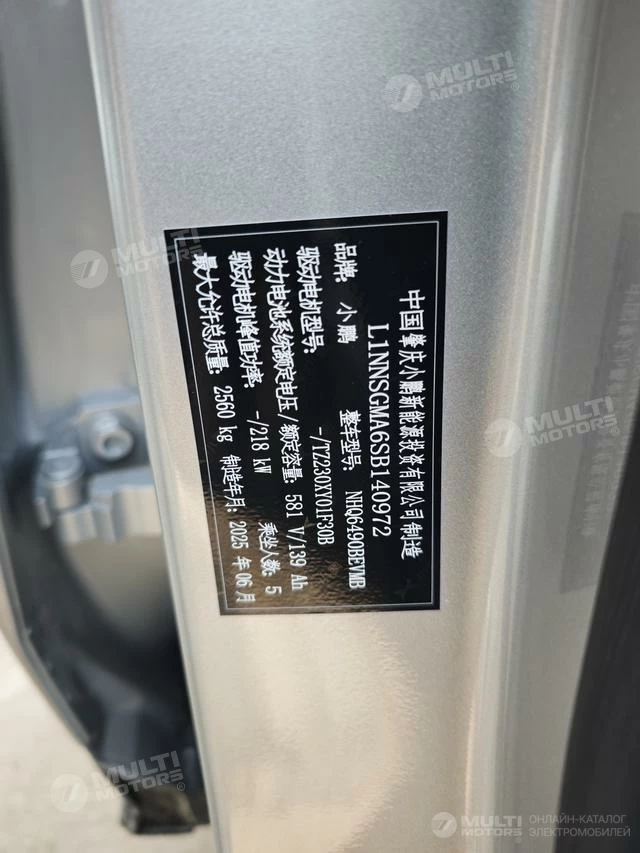 中国肇庆小鹏新能源投资有限公司制造
L1NNSGMA6SB140972
品牌: 小鹏 整车型号: NHQ6490BEVMB
驱动电机型号: -/TZ230XY01F30B
动力电池系统额定电压/额定容量: 581 V/139 Ah
驱动电机峰值功率: -/218 kW 乘坐人数: 5
最大允许总质量: 2560 kg 制造年月: 2025 年 06 月
MULTI MOTORS
MULTI MOTORS
MULTI MOTORS
MULTI MOTORS
ОНЛАЙН-КАТАЛОГ
ЭЛЕКТРОМОБИЛЕЙ